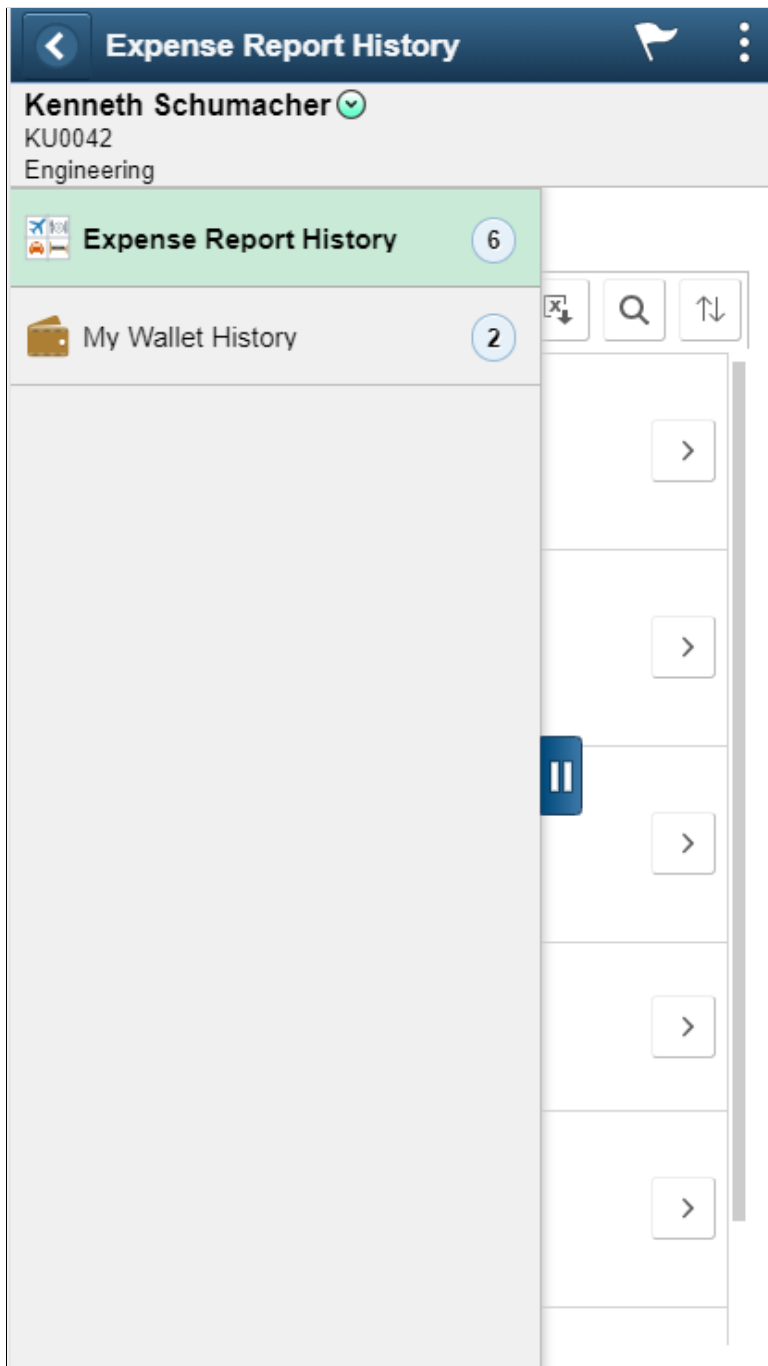 Expense Report History
Kenneth Schumacher
KU0042
Engineering
Expense Report History 6
My Wallet History 2